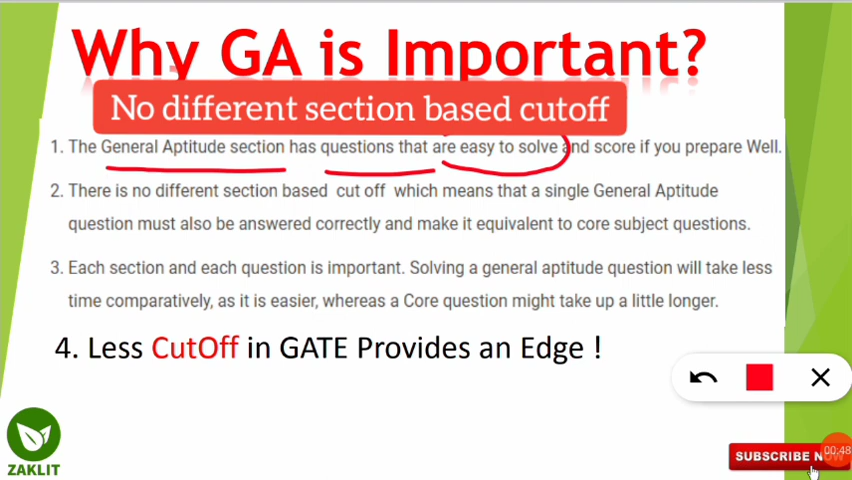 Why GA is Important?
No different section based cutoff
1. The General Aptitude section has questions that are easy to solve and score if you prepare Well.
2. There is no different section based cut off which means that a single General Aptitude
question must also be answered correctly and make it equivalent to core subject questions.
3. Each section and each question is important. Solving a general aptitude question will take less
time comparatively, as it is easier, whereas a Core question might take up a little longer.
4. Less CutOff in GATE Provides an Edge !
ZAKLIT
SUBSCRIBE NOW
00:48